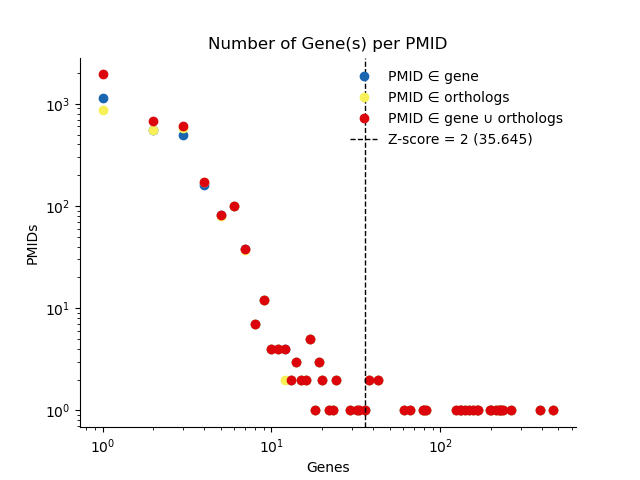 Number of Gene(s) per PMID
PMID ∈ gene
PMID ∈ orthologs
PMID ∈ gene ∪ orthologs
Z-score = 2 (35.645)
PMIDs
10³
10²
10¹
10⁰
10⁰ 10¹ 10²
Genes